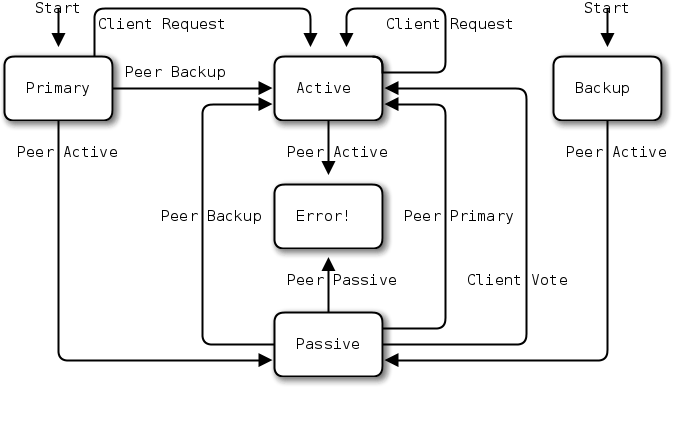 Start
Start
Client Request
Client Request
Peer Backup
Primary
Active
Backup
Peer Active
Peer Active
Peer Active
Peer Backup
Error!
Peer Primary
Peer Passive
Client Vote
Passive